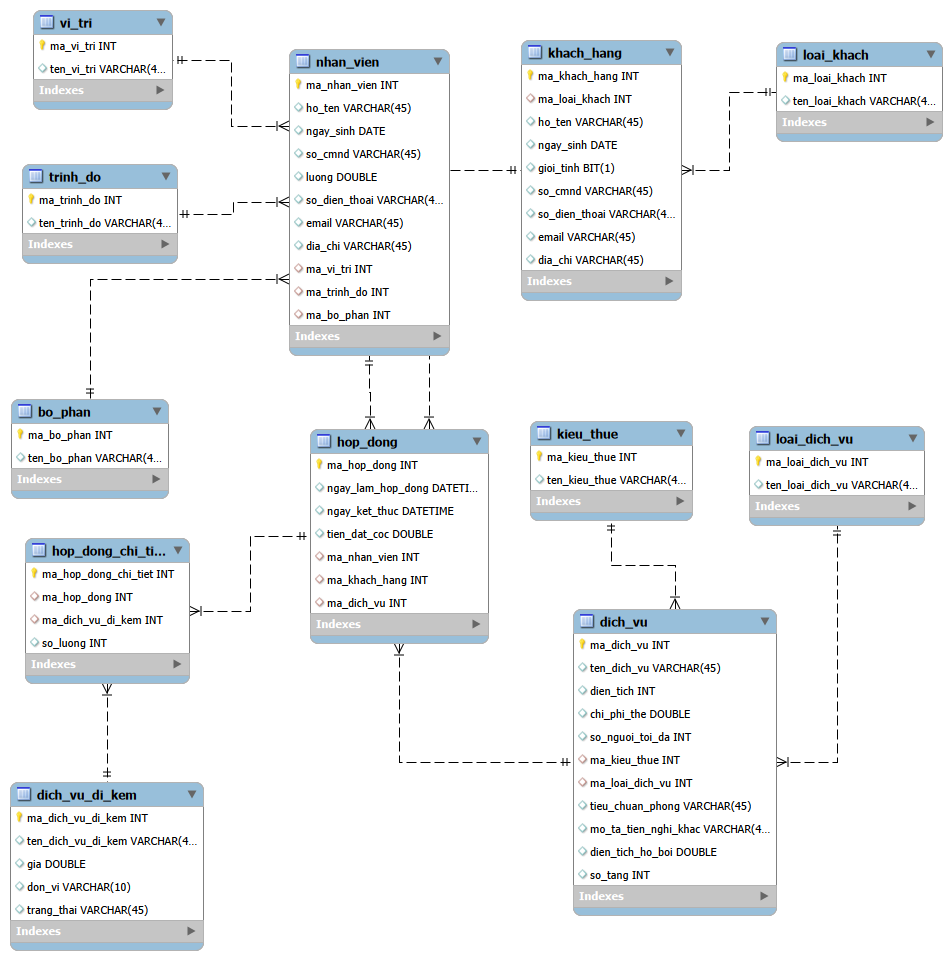 vi_tri
ma_vi_tri INT
ten_vi_tri VARCHAR(4...
Indexes
trinh_do
ma_trinh_do INT
ten_trinh_do VARCHAR(4...
Indexes
nhan_vien
ma_nhan_vien INT
ho_ten VARCHAR(45)
ngay_sinh DATE
so_cmnd VARCHAR(45)
luong DOUBLE
so_dien_thoai VARCHAR(4...
email VARCHAR(45)
dia_chi VARCHAR(45)
ma_vi_tri INT
ma_trinh_do INT
ma_bo_phan INT
Indexes
khach_hang
ma_khach_hang INT
ma_loai_khach INT
ho_ten VARCHAR(45)
ngay_sinh DATE
gioi_tinh BIT(1)
so_cmnd VARCHAR(45)
so_dien_thoai VARCHAR(4...
email VARCHAR(45)
dia_chi VARCHAR(45)
Indexes
loai_khach
ma_loai_khach INT
ten_loai_khach VARCHAR(4...
Indexes
bo_phan
ma_bo_phan INT
ten_bo_phan VARCHAR(4...
Indexes
hop_dong
ma_hop_dong INT
ngay_lam_hop_dong DATETI...
ngay_ket_thuc DATETIME
tien_dat_coc DOUBLE
ma_nhan_vien INT
ma_khach_hang INT
ma_dich_vu INT
Indexes
kieu_thue
ma_kieu_thue INT
ten_kieu_thue VARCHAR(4...
Indexes
loai_dich_vu
ma_loai_dich_vu INT
ten_loai_dich_vu VARCHAR(4...
Indexes
hop_dong_chi_ti...
ma_hop_dong_chi_tiet INT
ma_hop_dong INT
ma_dich_vu_di_kem INT
so_luong INT
Indexes
dich_vu
ma_dich_vu INT
ten_dich_vu VARCHAR(45)
dien_tich INT
chi_phi_the DOUBLE
so_nguoi_toi_da INT
ma_kieu_thue INT
ma_loai_dich_vu INT
tieu_chuan_phong VARCHAR(45)
mo_ta_tien_nghi_khac VARCHAR(4...
dien_tich_ho_boi DOUBLE
so_tang INT
Indexes
dich_vu_di_kem
ma_dich_vu_di_kem INT
ten_dich_vu_di_kem VARCHAR(4...
gia DOUBLE
don_vi VARCHAR(10)
trang_thai VARCHAR(45)
Indexes